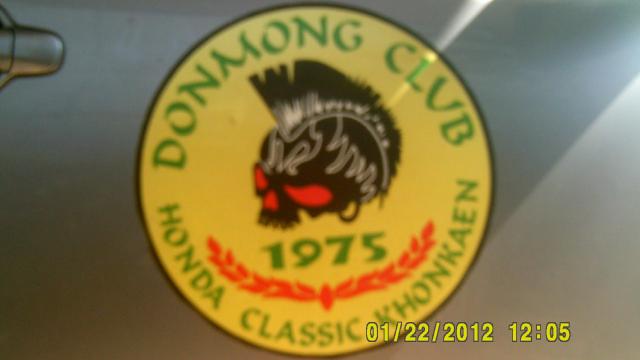 DONMONG CLUB
1975
HONDA CLASSIC KHONKAEN
01/22/2012 12:05